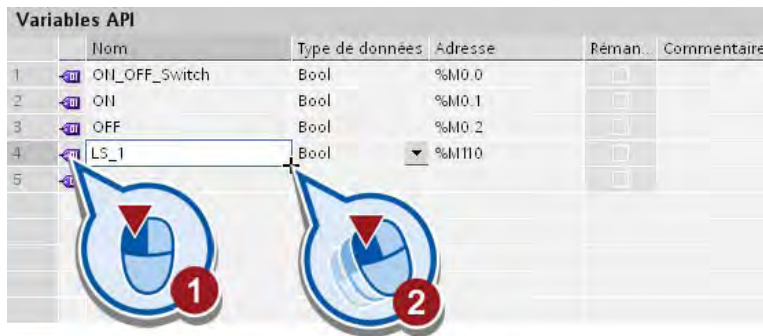 Variables API
Nom Type de données Adresse Réman... Commentaire
1 ON_OFF_Switch Bool %M0.0
2 ON Bool %M0.1
3 OFF Bool %M0.2
4 LS_1 Bool %M110
5
1 2